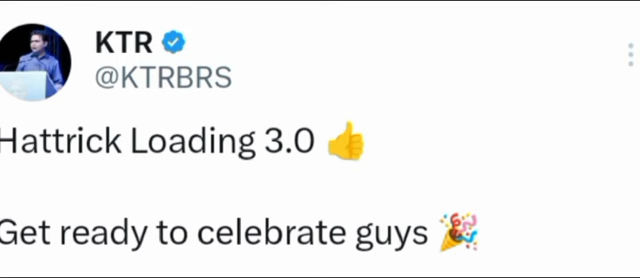 KTR
@KTRBRS
Hattrick Loading 3.0 👍
Get ready to celebrate guys 🎉